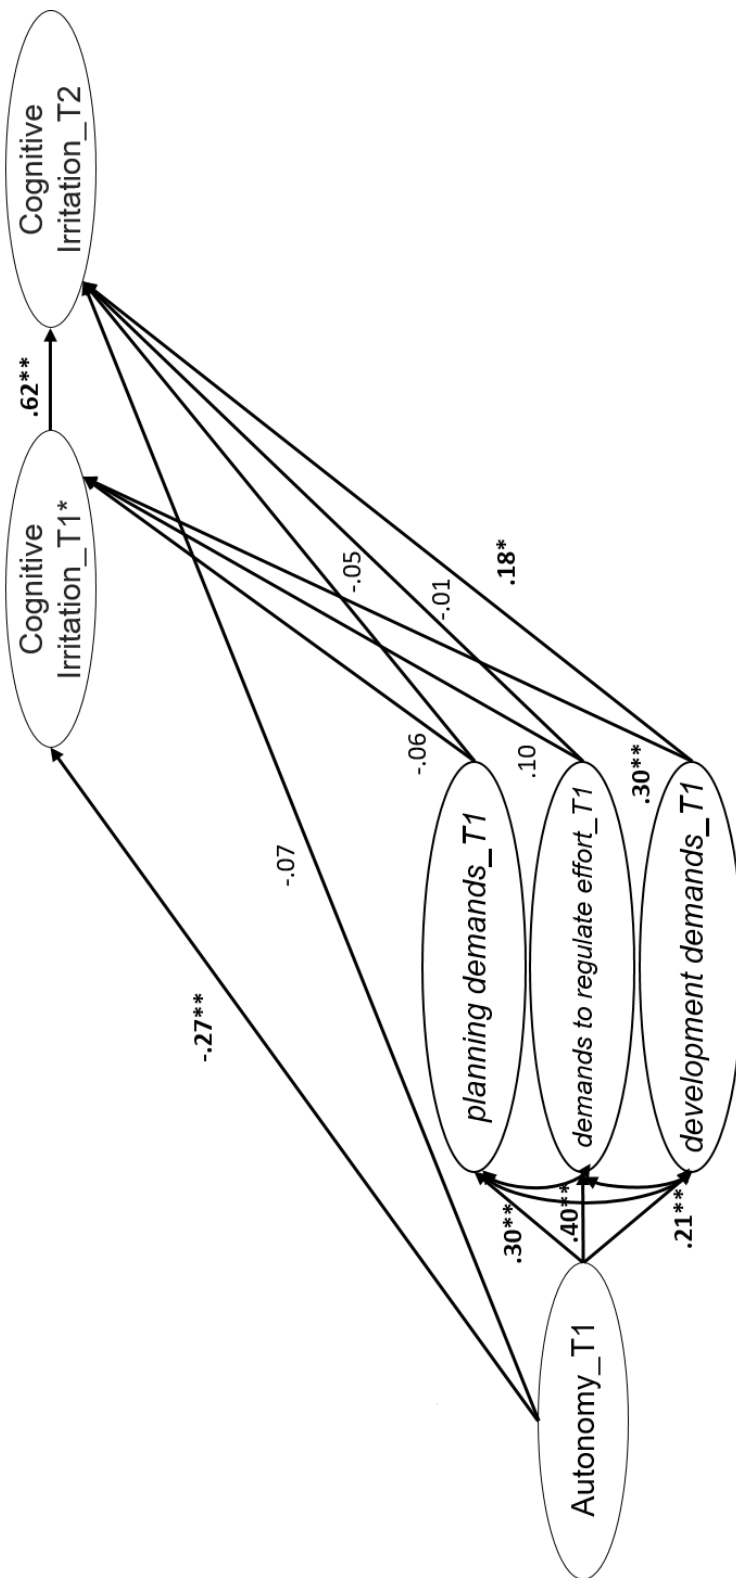 Cognitive
Irritation_T1*
.62**
Cognitive
Irritation_T2
-.27**
-.07
-.05
-.01
.18*
-.06
.10
.30**
planning demands_T1
demands to regulate effort_T1
development demands_T1
.30**
.40**
.21**
Autonomy_T1